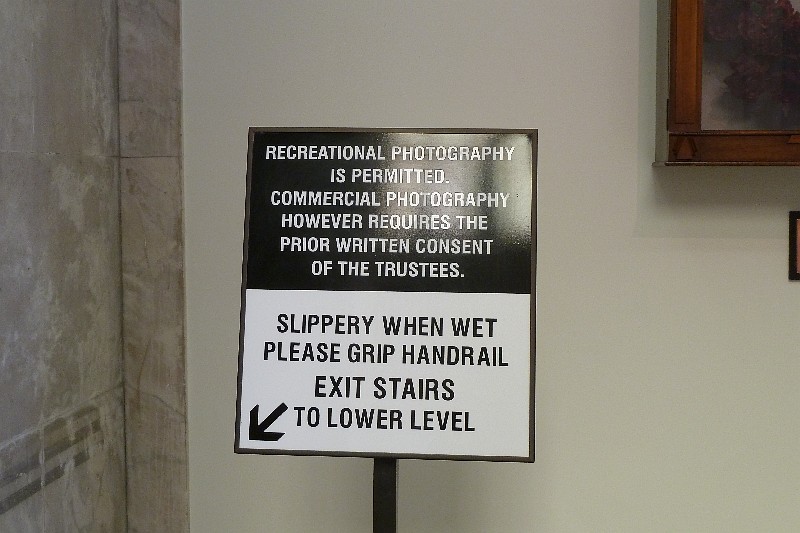 RECREATIONAL PHOTOGRAPHY
IS PERMITTED.
COMMERCIAL PHOTOGRAPHY
HOWEVER REQUIRES THE
PRIOR WRITTEN CONSENT
OF THE TRUSTEES.
SLIPPERY WHEN WET
PLEASE GRIP HANDRAIL
EXIT STAIRS
TO LOWER LEVEL